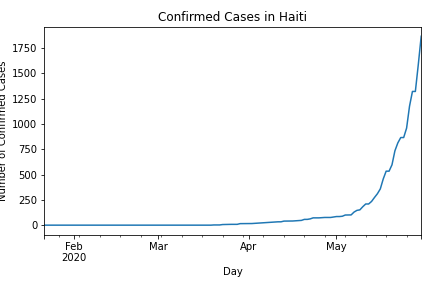 Confirmed Cases in Haiti
Number of Confirmed Cases
1750
1500
1250
1000
750
500
250
0
Feb
2020
Mar
Apr
May
Day